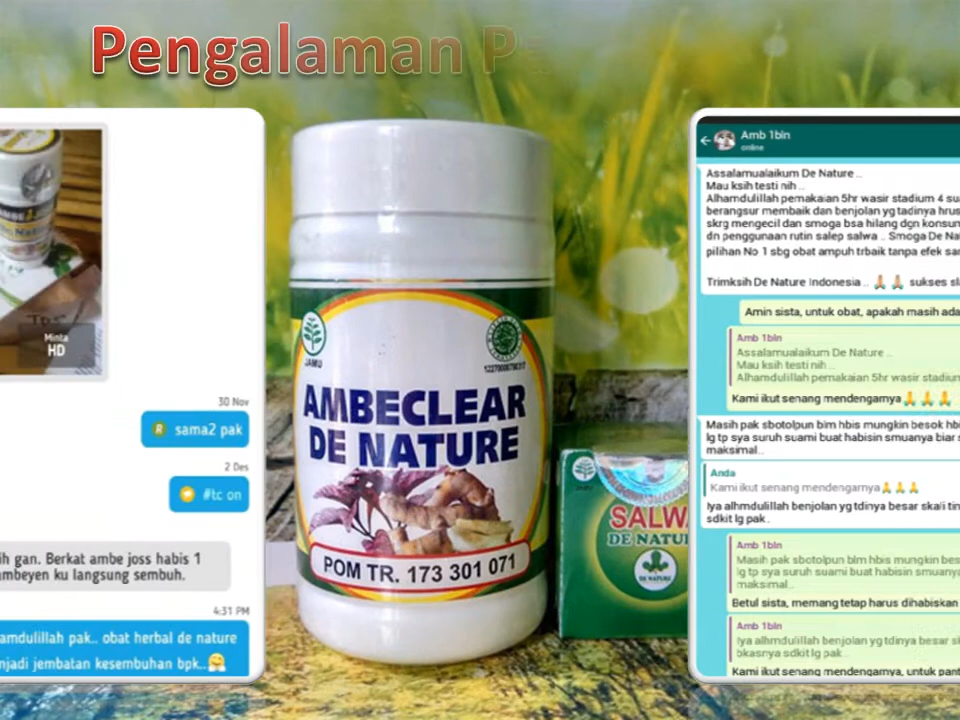 Pengalaman P
Minta
HD
30 Nov
sama2 pak
2 Des
#tc on
ih gan. Berkat ambe joss habis 1
mbeyen ku langsung sembuh.
4:31 PM
amdulillah pak.. obat herbal de nature
njadi jembatan kesembuhan bpk..
JAMU
AMBECLEAR
DE NATURE
POM TR. 173 301 071
SALWA
DE NATURE
DE NATURE
Amb 1bln
online
Assalamualaikum De Nature ..
Mau ksih testi nih ..
Alhamdulillah pemakaian 5hr wasir stadium 4 sua
berangsur membaik dan benjolan yg tadinya hrus
skrg mengecil dan smoga bsa hilang dgn konsum
dn penggunaan rutin salep salwa .. Smoga De Nat
pilihan No 1 sbg obat ampuh trbaik tanpa efek sam
Trimksih De Nature Indonesia .. 🙏🏻 🙏🏻 sukses sl
Amin sista, untuk obat, apakah masih ada
Amb 1bln
Assalamualaikum De Nature ..
Mau ksih testi nih ..
Alhamdulillah pemakaian 5hr wasir stadium
Kami ikut senang mendengarnya🙏🙏🙏
Masih pak sbotolpun blm hbis mungkin besok hbi
lg tp sya suruh suami buat habisin smuanya biar s
maksimal..
Anda
Kami ikut senang mendengarnya🙏🙏🙏
Iya alhmdulillah benjolan yg tdinya besar skali tin
sdkit lg pak..
Amb 1bln
Masih pak sbotolpun blm hbis mungkin bes
lg tp sya suruh suami buat habisin smuanya
maksimal..
Betul sista, memang tetap harus dihabiskan
Amb 1bln
Iya alhmdulillah benjolan yg tdinya besar sk
bkasnya sdkit lg pak..
Kami ikut senang mendengarnya, untuk pant